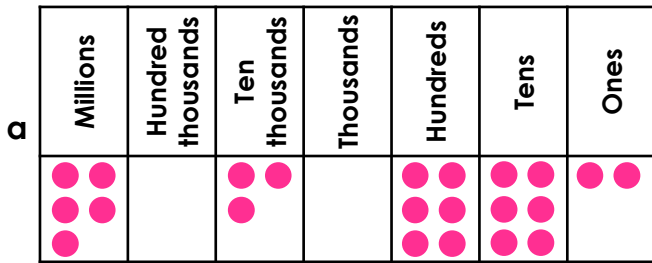 a
Millions
Hundred
thousands
Ten
thousands
Thousands
Hundreds
Tens
Ones